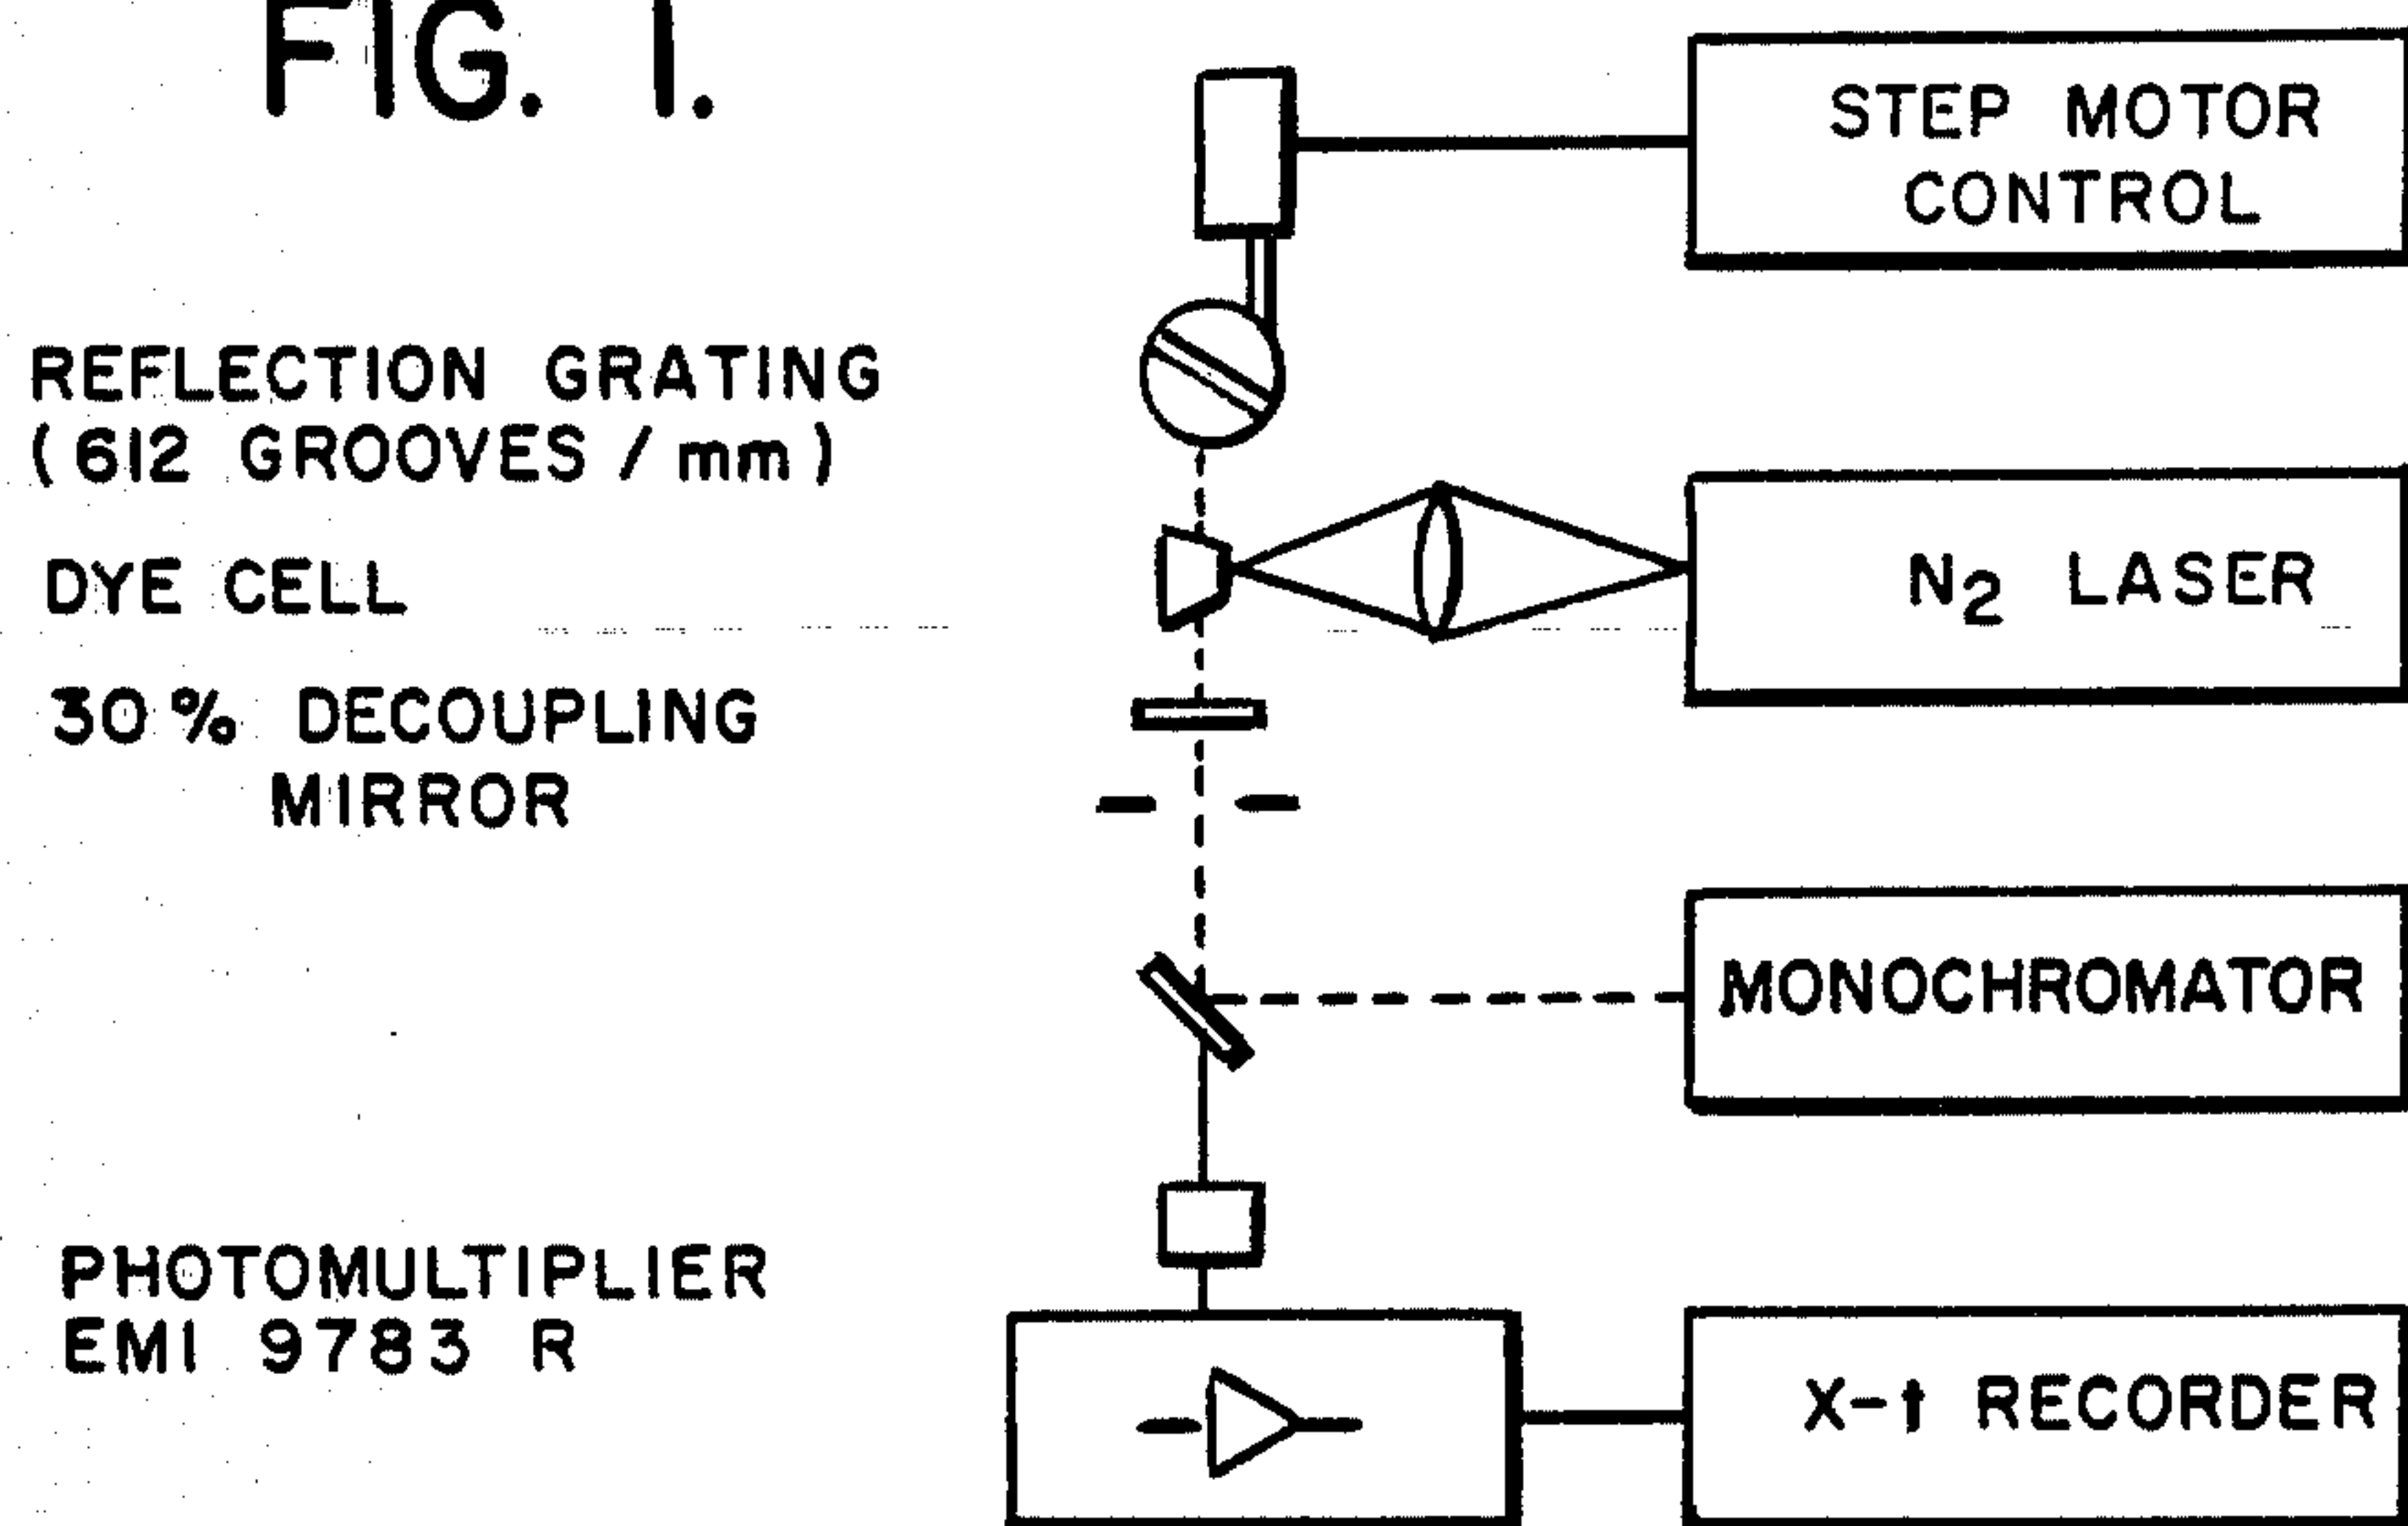 FIG. 1.
STEP MOTOR
CONTROL
REFLECTION GRATING
(612 GROOVES / mm)
DYE CELL
N2 LASER
30% DECOUPLING
MIRROR
MONOCHROMATOR
PHOTOMULTIPLIER
EMI 9783 R
X-t RECORDER